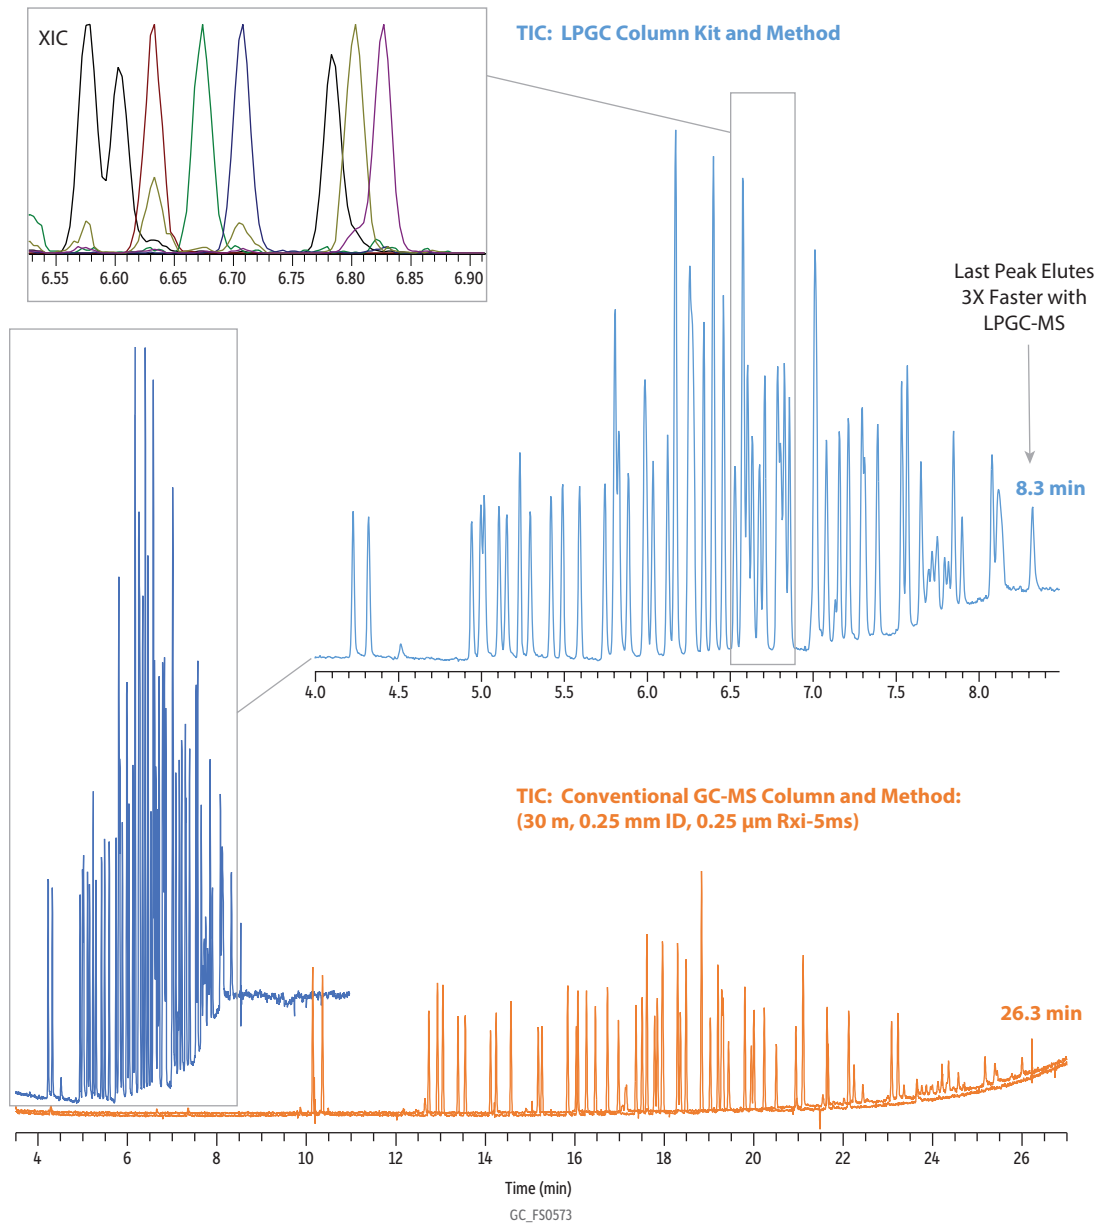 XIC
6.55 6.60 6.65 6.70 6.75 6.80 6.85 6.90
TIC: LPGC Column Kit and Method
Last Peak Elutes
3X Faster with
LPGC-MS
8.3 min
4.0 4.5 5.0 5.5 6.0 6.5 7.0 7.5 8.0
TIC: Conventional GC-MS Column and Method:
(30 m, 0.25 mm ID, 0.25 µm Rxi-5ms)
26.3 min
4 6 8 10 12 14 16 18 20 22 24 26
Time (min)
GC_FS0573